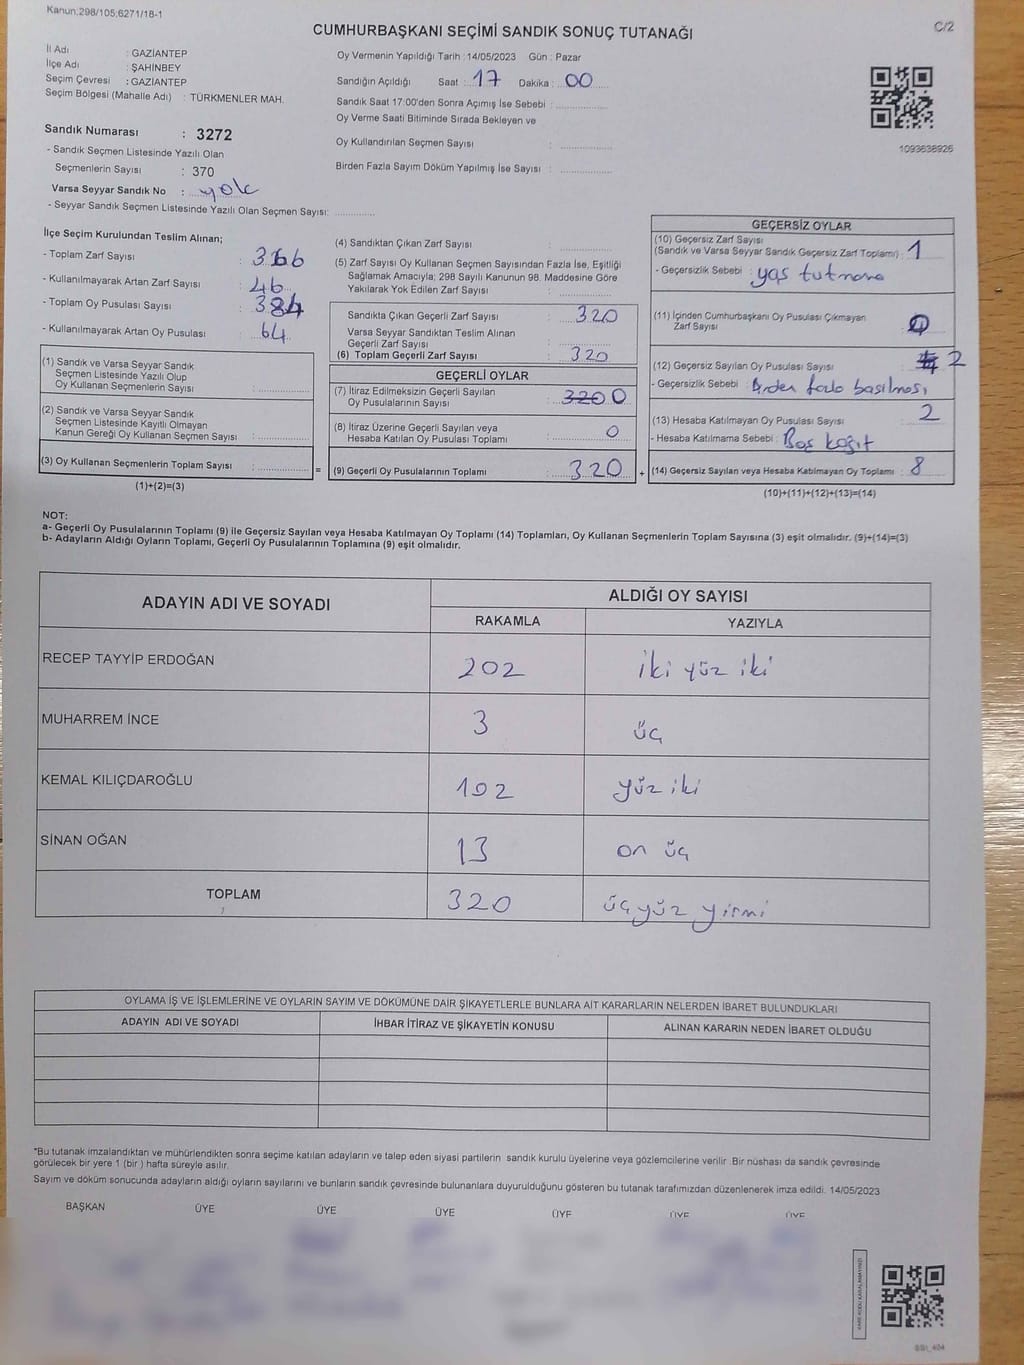 Kanun:298/105;6271/18-1
C/2
CUMHURBAŞKANI SEÇİMİ SANDIK SONUÇ TUTANAĞI
İl Adı : GAZİANTEP
İlçe Adı : ŞAHİNBEY
Seçim Çevresi : GAZİANTEP
Seçim Bölgesi (Mahalle Adı) : TÜRKMENLER MAH.
Sandık Numarası : 3272
- Sandık Seçmen Listesinde Yazılı Olan
Seçmenlerin Sayısı : 370
Varsa Seyyar Sandık No : yok
- Seyyar Sandık Seçmen Listesinde Yazılı Olan Seçmen Sayısı:
Oy Vermenin Yapıldığı Tarih : 14/05/2023 Gün : Pazar
Sandığın Açıldığı Saat : 17 Dakika : 00
Sandık Saat 17:00'den Sonra Açımış İse Sebebi :
Oy Verme Saati Bitiminde Sırada Bekleyen ve
Oy Kullandırılan Seçmen Sayısı :
Birden Fazla Sayım Döküm Yapılmış İse Sayısı :
1093638926
İlçe Seçim Kurulundan Teslim Alınan;
- Toplam Zarf Sayısı : 366
- Kullanılmayarak Artan Zarf Sayısı : 46
- Toplam Oy Pusulası Sayısı : 384
- Kullanılmayarak Artan Oy Pusulası : 64
(1) Sandık ve Varsa Seyyar Sandık
Seçmen Listesinde Yazılı Olup
Oy Kullanan Seçmenlerin Sayısı :
(2) Sandık ve Varsa Seyyar Sandık
Seçmen Listesinde Kayıtlı Olmayan
Kanun Gereği Oy Kullanan Seçmen Sayısı :
(3) Oy Kullanan Seçmenlerin Toplam Sayısı : =
(1)+(2)=(3)
(4) Sandıktan Çıkan Zarf Sayısı :
(5) Zarf Sayısı Oy Kullanan Seçmen Sayısından Fazla İse, Eşitliği
Sağlamak Amacıyla; 298 Sayılı Kanunun 98. Maddesine Göre
Yakılarak Yok Edilen Zarf Sayısı :
Sandıkta Çıkan Geçerli Zarf Sayısı : 320
Varsa Seyyar Sandıktan Teslim Alınan
Geçerli Zarf Sayısı :
(6) Toplam Geçerli Zarf Sayısı : 320
GEÇERLİ OYLAR
(7) İtiraz Edilmeksizin Geçerli Sayılan
Oy Pusulalarının Sayısı : 320 0
(8) İtiraz Üzerine Geçerli Sayılan veya
Hesaba Katılan Oy Pusulası Toplamı : 0
(9) Geçerli Oy Pusulalarının Toplamı : 320 +
GEÇERSİZ OYLAR
(10) Geçersiz Zarf Sayısı
(Sandık ve Varsa Seyyar Sandık Geçersiz Zarf Toplamı) : 1
- Geçersizlik Sebebi : yaş tutmama
(11) İçinden Cumhurbaşkanı Oy Pusulası Çıkmayan
Zarf Sayısı : 0
(12) Geçersiz Sayılan Oy Pusulası Sayısı : 2
- Geçersizlik Sebebi : Birden fazla basılması
(13) Hesaba Katılmayan Oy Pusulası Sayısı : 2
- Hesaba Katılmama Sebebi : Boş kağıt
(14) Geçersiz Sayılan veya Hesaba Katılmayan Oy Toplamı : 8
(10)+(11)+(12)+(13)=(14)
NOT:
a- Geçerli Oy Pusulalarının Toplamı (9) ile Geçersiz Sayılan veya Hesaba Katılmayan Oy Toplamı (14) Toplamları, Oy Kullanan Seçmenlerin Toplam Sayısına (3) eşit olmalıdır. (9)+(14)=(3)
b- Adayların Aldığı Oyların Toplamı, Geçerli Oy Pusulalarının Toplamına (9) eşit olmalıdır.
ADAYIN ADI VE SOYADI
ALDIĞI OY SAYISI
RAKAMLA YAZIYLA
RECEP TAYYİP ERDOĞAN 202 iki yüz iki
MUHARREM İNCE 3 üç
KEMAL KILIÇDAROĞLU 102 yüz iki
SİNAN OĞAN 13 on üç
TOPLAM 320 üç yüz yirmi
OYLAMA İŞ VE İŞLEMLERİNE VE OYLARIN SAYIM VE DÖKÜMÜNE DAİR ŞİKAYETLERLE BUNLARA AİT KARARLARIN NELERDEN İBARET BULUNDUKLARI
ADAYIN ADI VE SOYADI İHBAR İTİRAZ VE ŞİKAYETİN KONUSU ALINAN KARARIN NEDEN İBARET OLDUĞU
*Bu tutanak imzalandıktan ve mühürlendikten sonra seçime katılan adayların ve talep eden siyasi partilerin sandık kurulu üyelerine veya gözlemcilerine verilir. Bir nüshası da sandık çevresinde
görülecek bir yere 1 (bir ) hafta süreyle asılır.
Sayım ve döküm sonucunda adayların aldığı oyların sayılarını ve bunların sandık çevresinde bulunanlara duyurulduğunu gösteren bu tutanak tarafımızdan düzenlenerek imza edildi. 14/05/2023
BAŞKAN ÜYE ÜYE ÜYE ÜYE ÜYE ÜYE